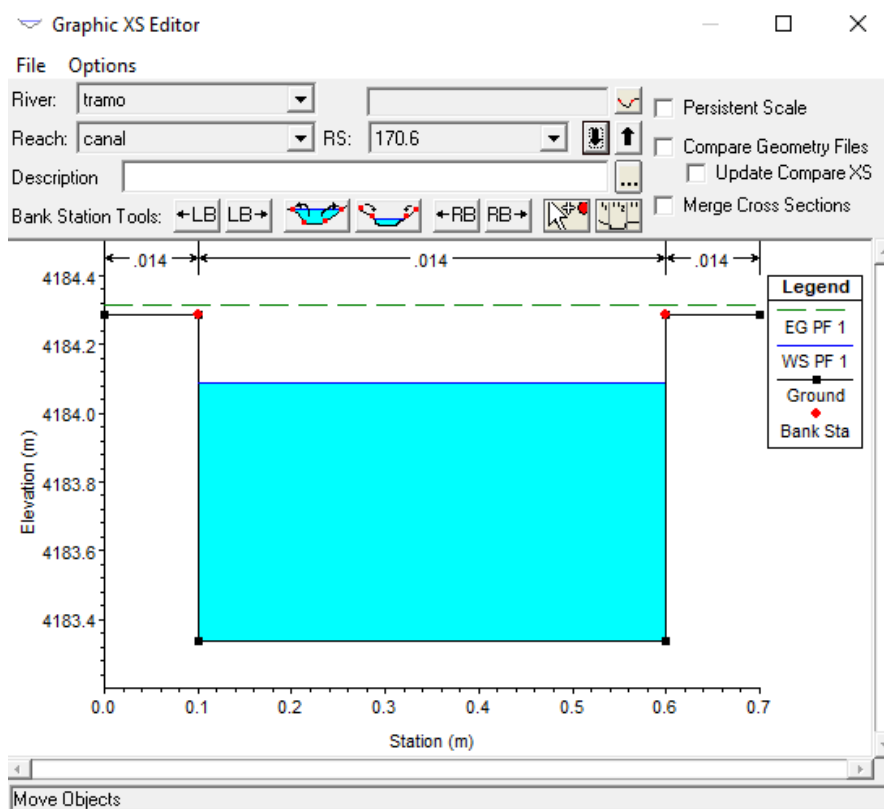 Graphic XS Editor
File Options
River: tramo
Reach: canal RS: 170.6
Description ...
Bank Station Tools: ←LB LB→ ←RB RB→
Persistent Scale
Compare Geometry Files
Update Compare XS
Merge Cross Sections
.014 .014 .014
4184.4
4184.2
4184.0
4183.8
4183.6
4183.4
Elevation (m)
0.0 0.1 0.2 0.3 0.4 0.5 0.6 0.7
Station (m)
Legend
EG PF 1
WS PF 1
Ground
Bank Sta
Move Objects